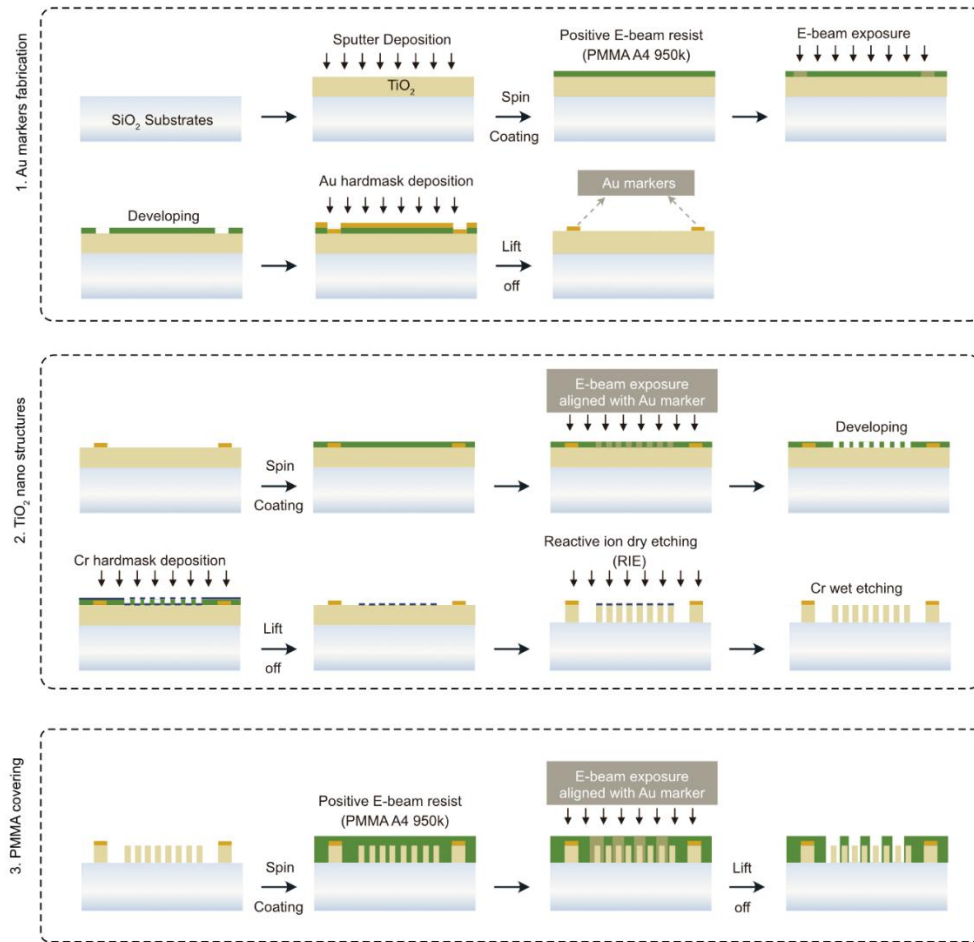 1. Au markers fabrication
Sputter Deposition
TiO₂
SiO₂ Substrates
Spin
Coating
Positive E-beam resist
(PMMA A4 950k)
E-beam exposure
Developing
Au hardmask deposition
Lift
off
Au markers
2. TiO₂ nano structures
Spin
Coating
E-beam exposure
aligned with Au marker
Developing
Cr hardmask deposition
Lift
off
Reactive ion dry etching
(RIE)
Cr wet etching
3. PMMA covering
Spin
Coating
Positive E-beam resist
(PMMA A4 950k)
E-beam exposure
aligned with Au marker
Lift
off